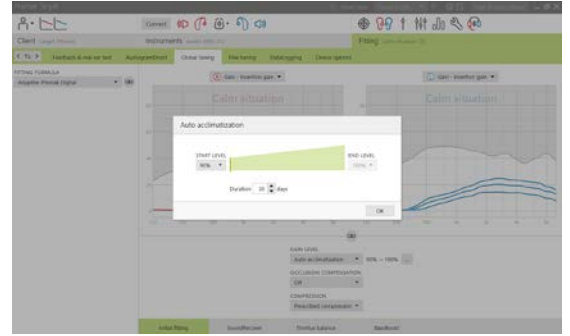 Connect
Client
Instruments
Fitting
Feedback & real ear test
AudiogramDirect
Global tuning
Fine tuning
Datalogging
Device options
FITTING FORMULA
Adaptive Phonak Digital
Gain - Insertion gain
Gain - Insertion gain
Calm situation
Calm situation
Auto acclimatization
START LEVEL
90%
END LEVEL
100%
Duration
days
OK
GAIN LEVEL
Auto acclimatization
90% → 100%
...
OCCLUSION COMPENSATION
Off
COMPRESSION
Prescribed compression
Initial fitting
SoundRecover
Tinnitus balance